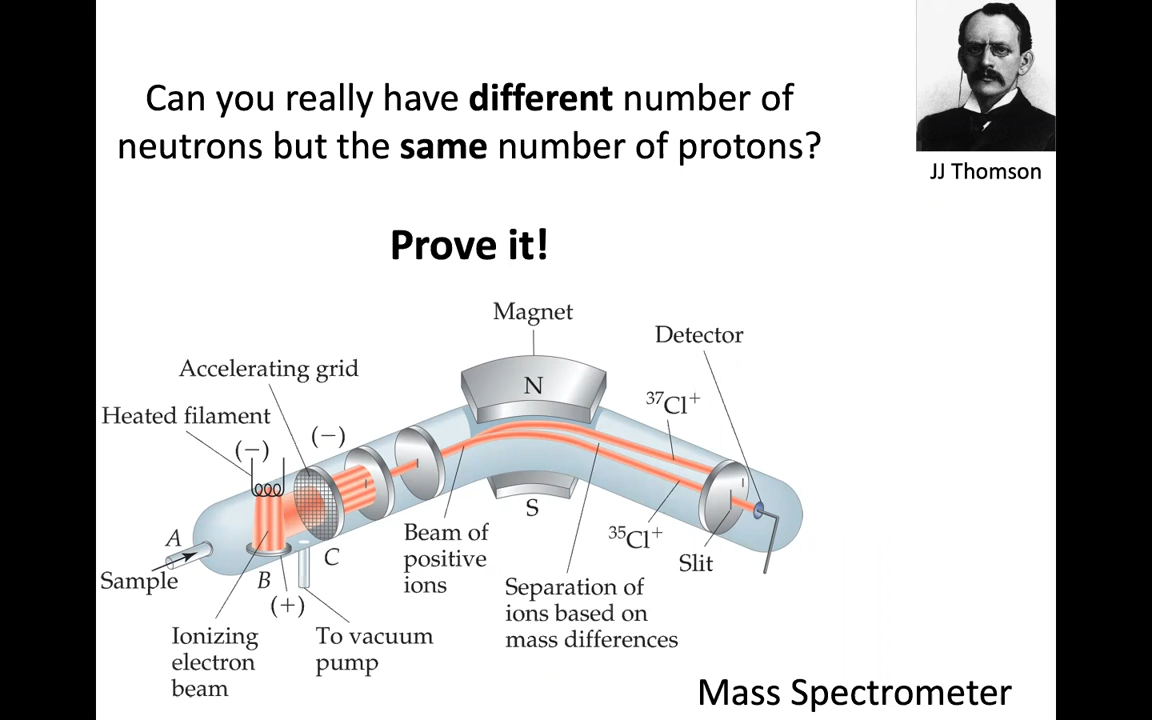 Can you really have different number of
neutrons but the same number of protons?
JJ Thomson
Prove it!
Magnet
Detector
Accelerating grid
N
³⁷Cl⁺
Heated filament
(−)
(−)
S
A
Sample
B
C
(+)
Beam of
positive
ions
³⁵Cl⁺
Slit
Separation of
ions based on
mass differences
Ionizing
electron
beam
To vacuum
pump
Mass Spectrometer